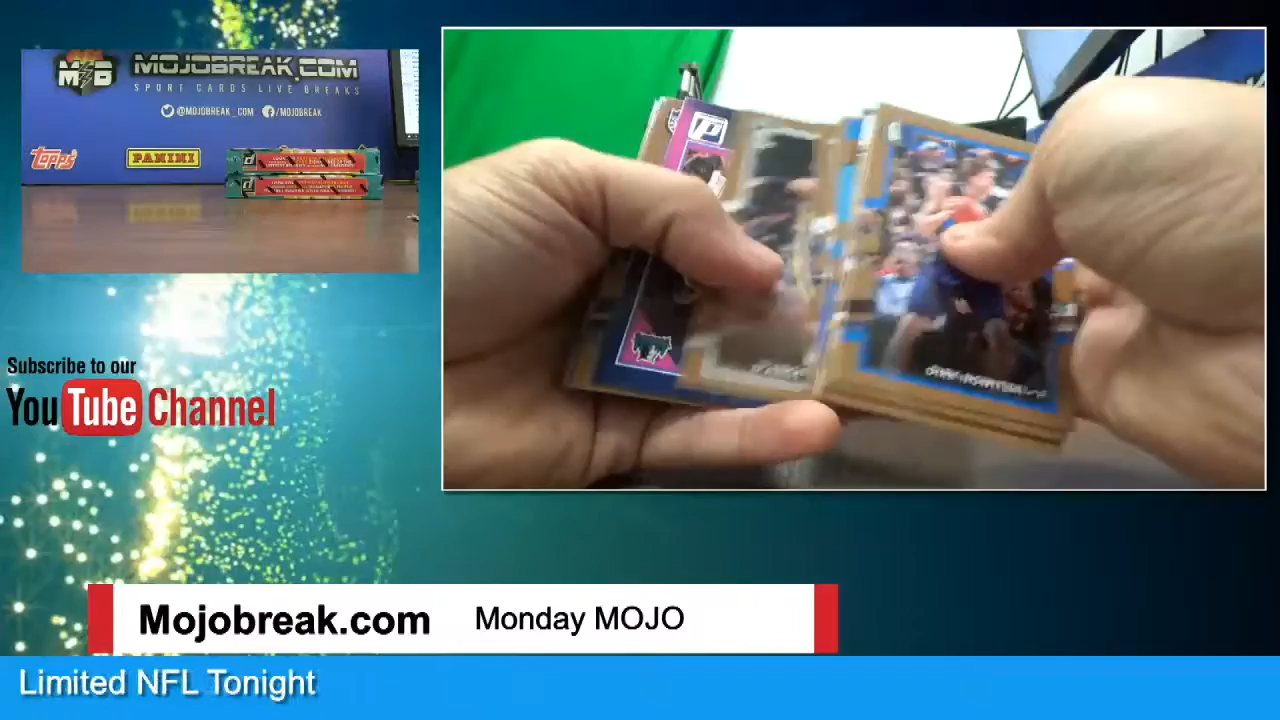 MB MOJOBREAK.COM
SPORT CARDS LIVE BREAKS
@MOJOBREAK_COM /MOJOBREAK
Topps PANINI
Subscribe to our
YouTube Channel
Mojobreak.com Monday MOJO
Limited NFL Tonight